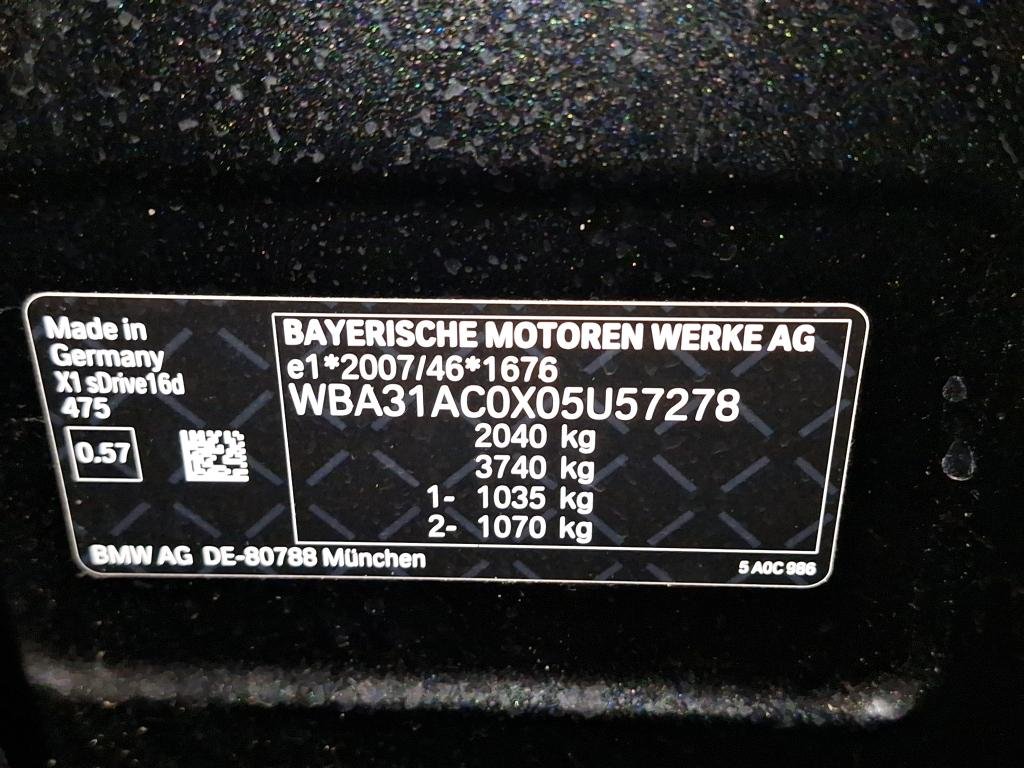 Made in
Germany
X1 sDrive16d
475
0.57
BAYERISCHE MOTOREN WERKE AG
e1*2007/46*1676
WBA31AC0X05U57278
2040 kg
3740 kg
1- 1035 kg
2- 1070 kg
BMW AG DE-80788 München
5 A0C 986